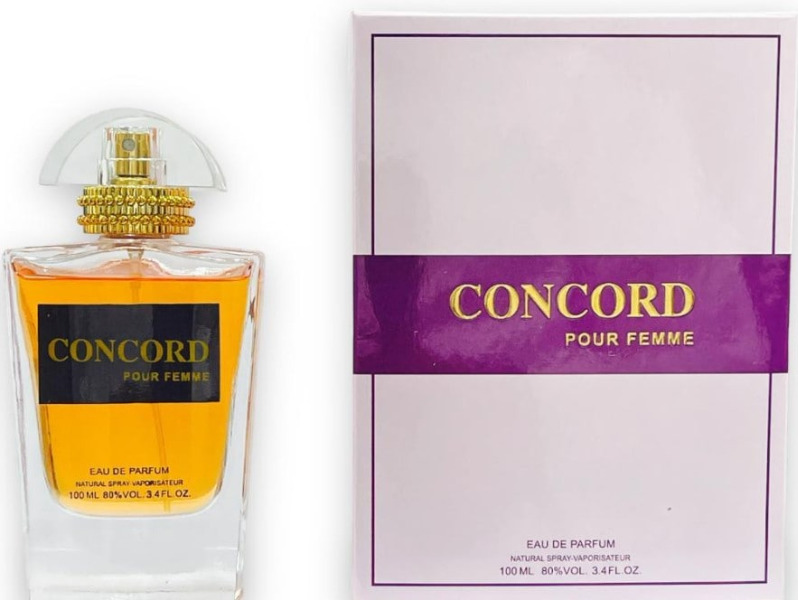 CONCORD
POUR FEMME
EAU DE PARFUM
NATURAL SPRAY-VAPORISATEUR
100 ML 80%VOL. 3.4 FL OZ.
CONCORD
POUR FEMME
EAU DE PARFUM
NATURAL SPRAY-VAPORISATEUR
100 ML 80%VOL. 3.4 FL OZ.